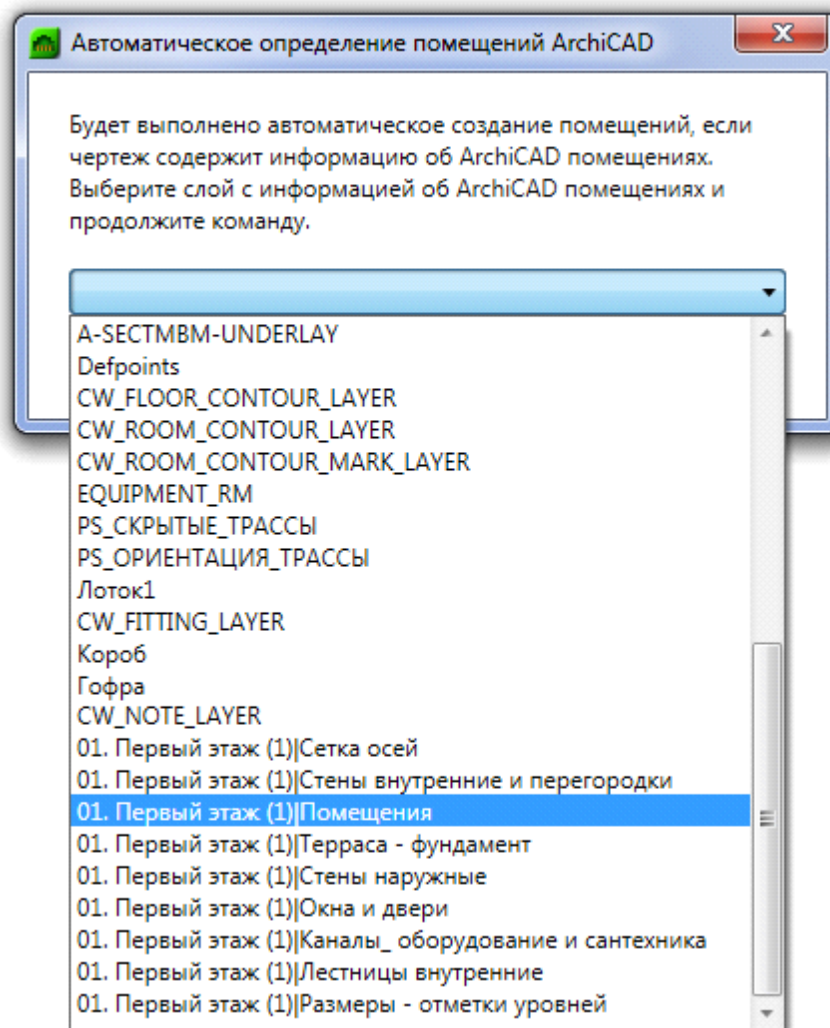 Автоматическое определение помещений ArchiCAD
Будет выполнено автоматическое создание помещений, если
чертеж содержит информацию об ArchiCAD помещениях.
Выберите слой с информацией об ArchiCAD помещениях и
продолжите команду.
A-SECTMBM-UNDERLAY
Defpoints
CW_FLOOR_CONTOUR_LAYER
CW_ROOM_CONTOUR_LAYER
CW_ROOM_CONTOUR_MARK_LAYER
EQUIPMENT_RM
PS_СКРЫТЫЕ_ТРАССЫ
PS_ОРИЕНТАЦИЯ_ТРАССЫ
Лоток1
CW_FITTING_LAYER
Короб
Гофра
CW_NOTE_LAYER
01. Первый этаж (1)|Сетка осей
01. Первый этаж (1)|Стены внутренние и перегородки
01. Первый этаж (1)|Помещения
01. Первый этаж (1)|Терраса - фундамент
01. Первый этаж (1)|Стены наружные
01. Первый этаж (1)|Окна и двери
01. Первый этаж (1)|Каналы_ оборудование и сантехника
01. Первый этаж (1)|Лестницы внутренние
01. Первый этаж (1)|Размеры - отметки уровней